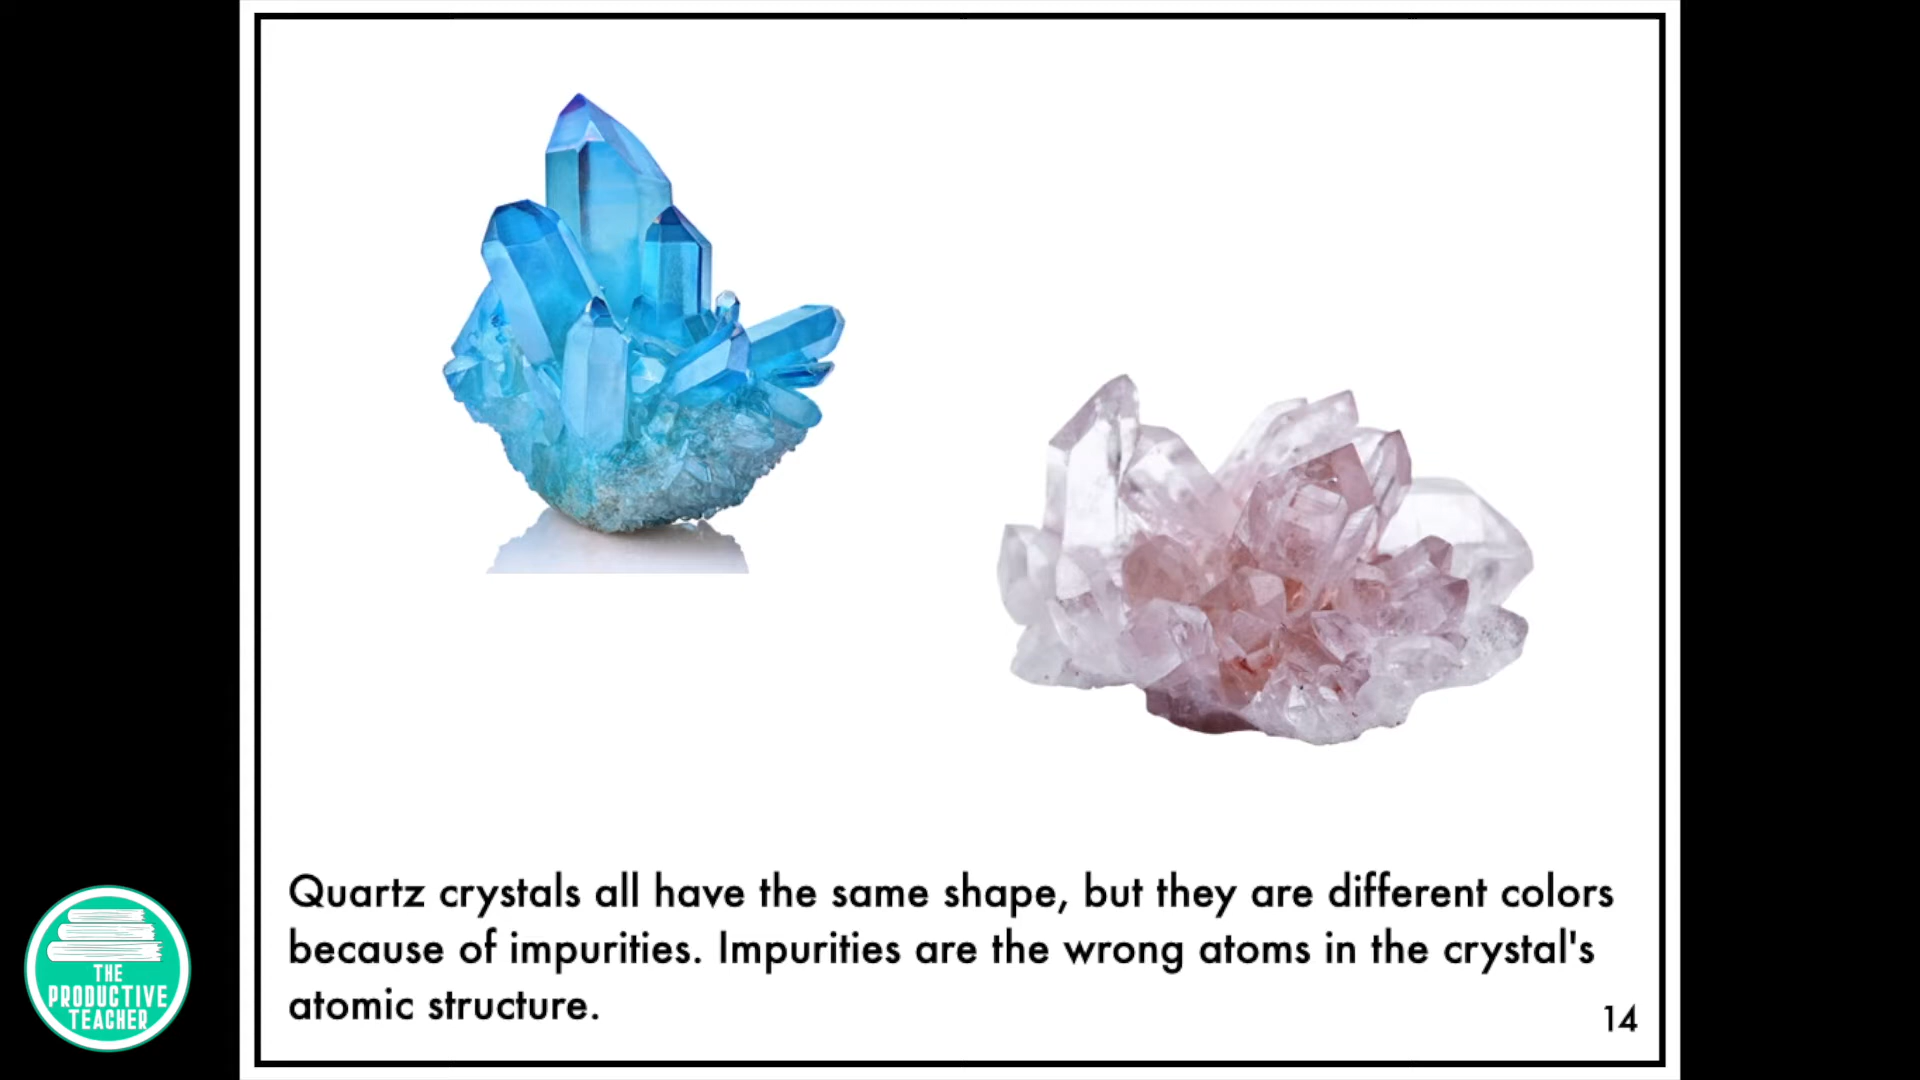 Quartz crystals all have the same shape, but they are different colors
because of impurities. Impurities are the wrong atoms in the crystal's
atomic structure.
14
THE
PRODUCTIVE
TEACHER